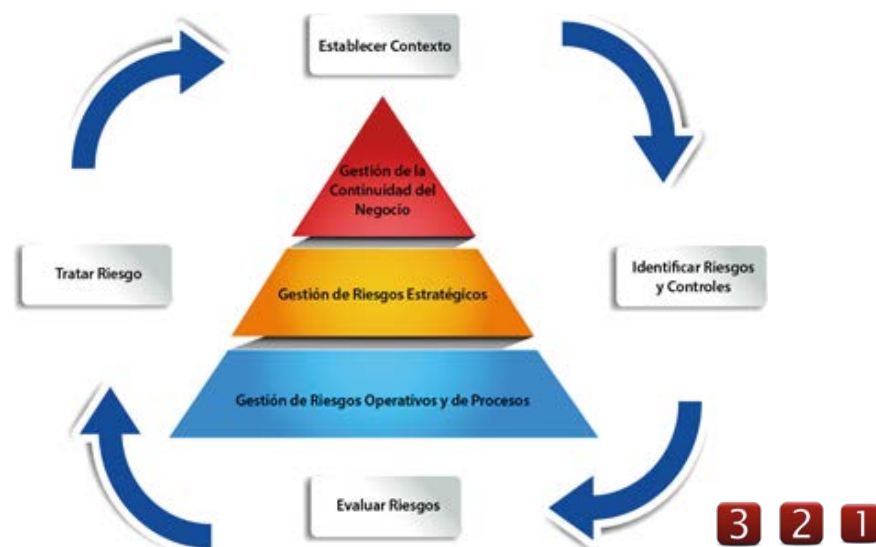 Establecer Contexto
Gestión de la
Continuidad del
Negocio
Tratar Riesgo
Identificar Riesgos
y Controles
Gestión de Riesgos Estratégicos
Gestión de Riesgos Operativos y de Procesos
Evaluar Riesgos
3 2 1